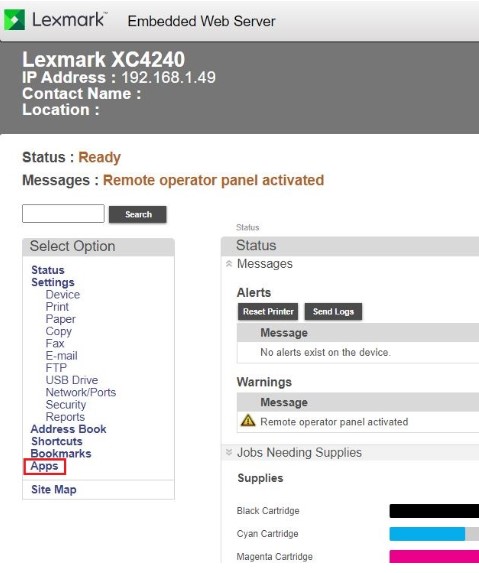 Lexmark™ Embedded Web Server
Lexmark XC4240
IP Address : 192.168.1.49
Contact Name :
Location :
Status : Ready
Messages : Remote operator panel activated
Search
Select Option
Status
Settings
Device
Print
Paper
Copy
Fax
E-mail
FTP
USB Drive
Network/Ports
Security
Reports
Address Book
Shortcuts
Bookmarks
Apps
Site Map
Status
Status
Messages
Alerts
Reset Printer Send Logs
Message
No alerts exist on the device.
Warnings
Message
Remote operator panel activated
Jobs Needing Supplies
Supplies
Black Cartridge
Cyan Cartridge
Magenta Cartridge